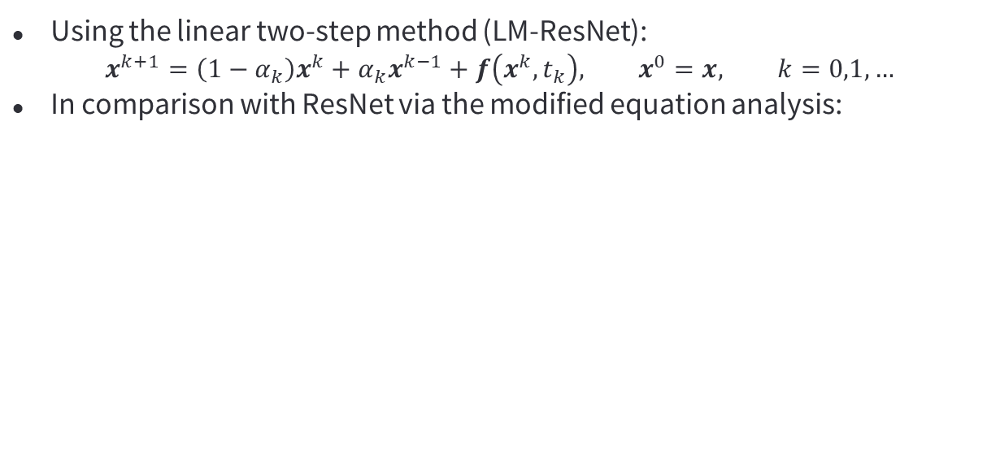 • Using the linear two-step method (LM-ResNet):
𝒙^{k+1} = (1 − α_k)𝒙^k + α_k𝒙^{k−1} + 𝒇(𝒙^k, t_k),    𝒙^0 = 𝒙,    k = 0,1, …
• In comparison with ResNet via the modified equation analysis: